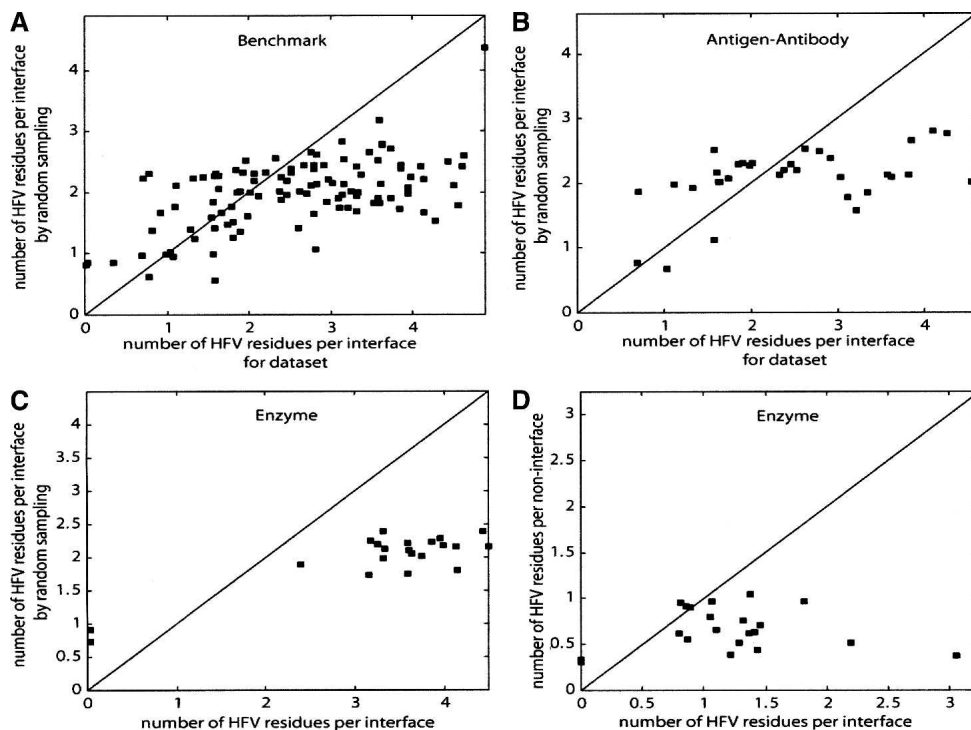 A
Benchmark
number of HFV residues per interface
by random sampling
4
3
2
1
0
0
1
2
3
4
number of HFV residues per interface
for dataset
B
Antigen-Antibody
number of HFV residues per interface
by random sampling
4
3
2
1
0
0
1
2
3
4
number of HFV residues per interface
for dataset
C
Enzyme
number of HFV residues per interface
by random sampling
4
3.5
3
2.5
2
1.5
1
0.5
0
0
1
2
3
4
number of HFV residues per interface
D
Enzyme
number of HFV residues per non-interface
3
2.5
2
1.5
1
0.5
0
0
0.5
1
1.5
2
2.5
3
number of HFV residues per interface